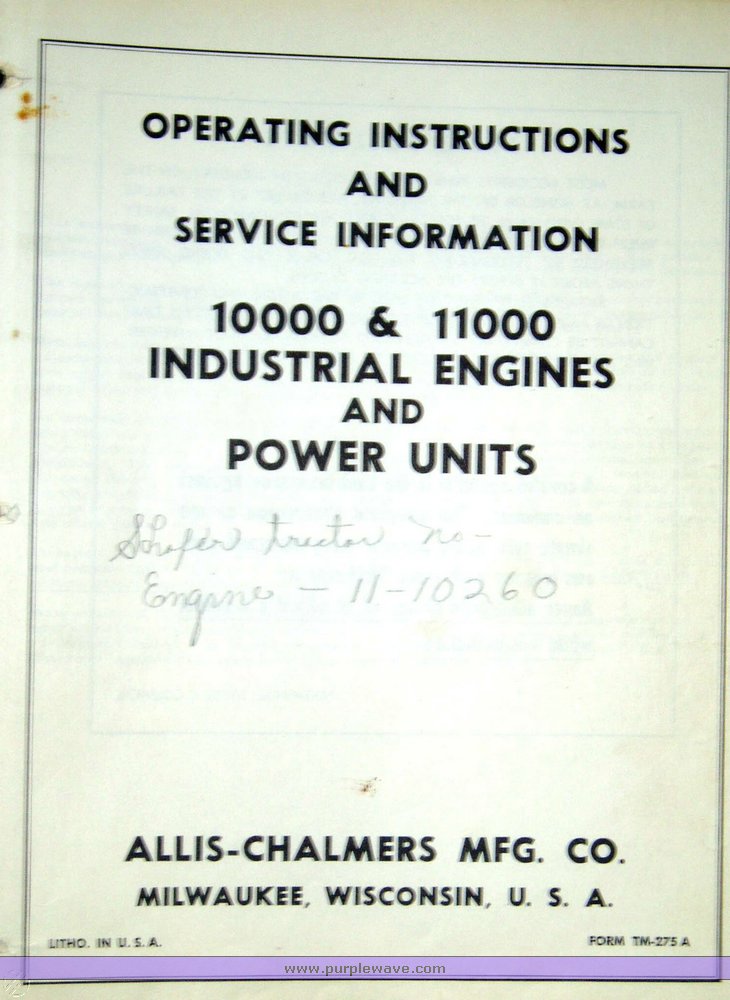 OPERATING INSTRUCTIONS
AND
SERVICE INFORMATION
10000 & 11000
INDUSTRIAL ENGINES
AND
POWER UNITS
tractor no-
Engine - 11-10260
ALLIS-CHALMERS MFG. CO.
MILWAUKEE, WISCONSIN, U. S. A.
LITHO. IN U. S. A. FORM TM-275 A
www.purplewave.com